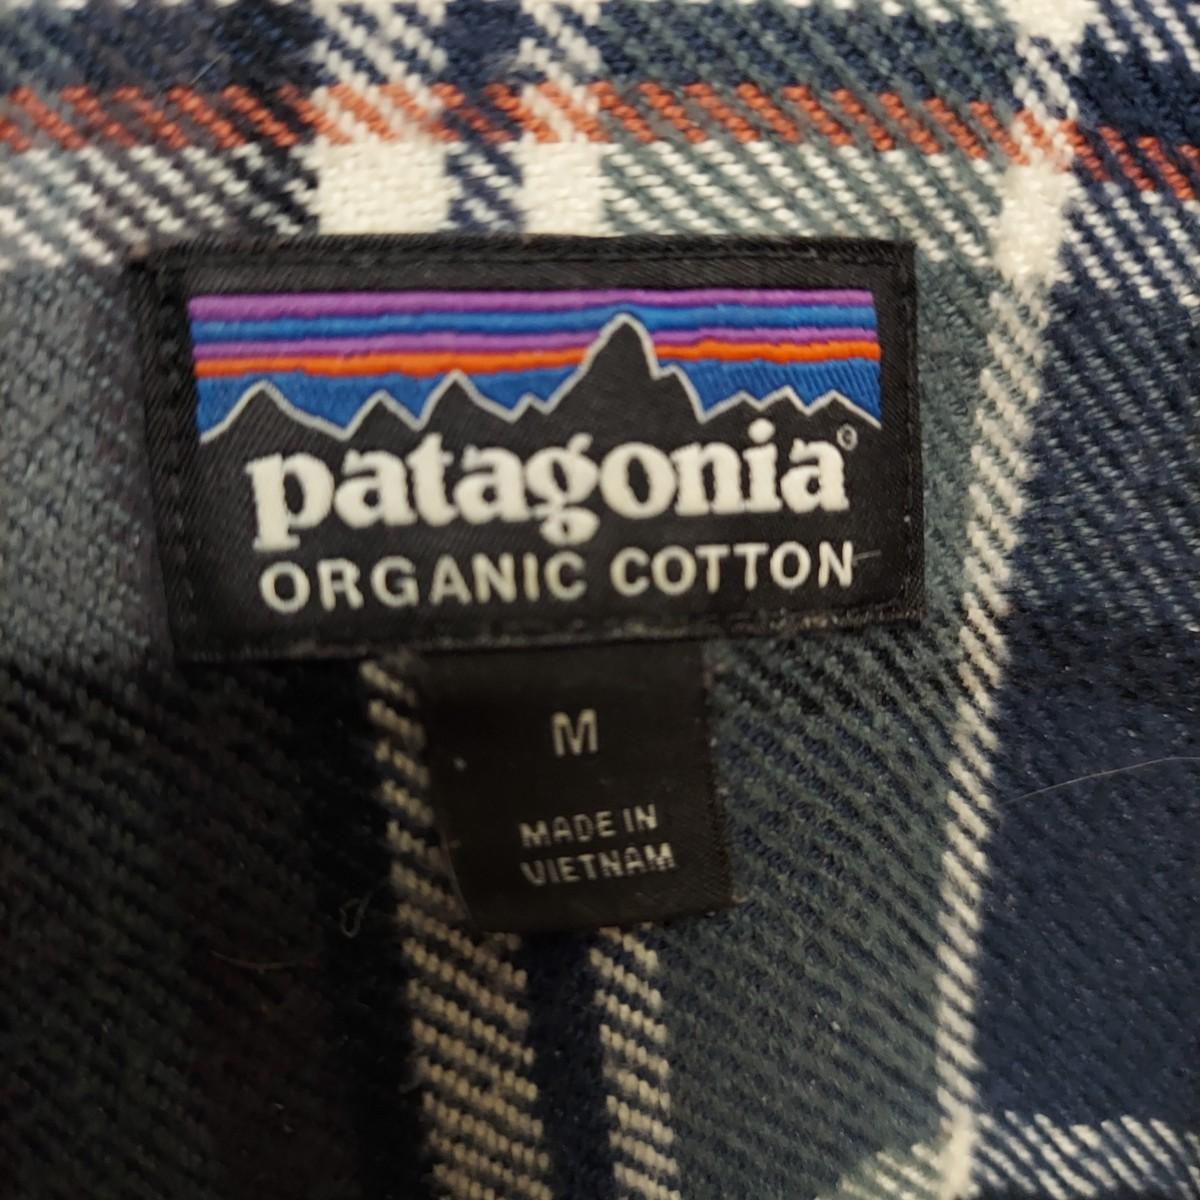 patagonia®
ORGANIC COTTON
M
MADE IN
VIETNAM